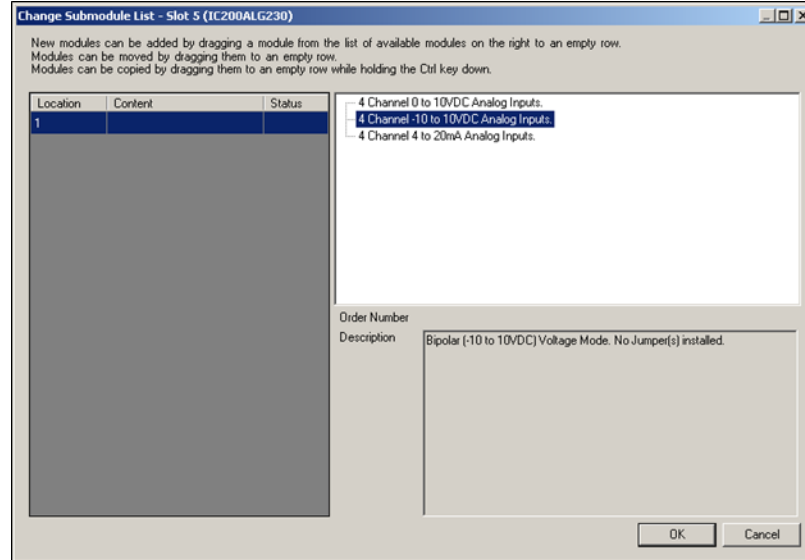 Change Submodule List - Slot 5 (IC200ALG230)
New modules can be added by dragging a module from the list of available modules on the right to an empty row.
Modules can be moved by dragging them to an empty row.
Modules can be copied by dragging them to an empty row while holding the Ctrl key down.
Location Content Status
1
4 Channel 0 to 10VDC Analog Inputs.
4 Channel -10 to 10VDC Analog Inputs.
4 Channel 4 to 20mA Analog Inputs.
Order Number
Description
Bipolar (-10 to 10VDC) Voltage Mode. No Jumper(s) installed.
OK Cancel